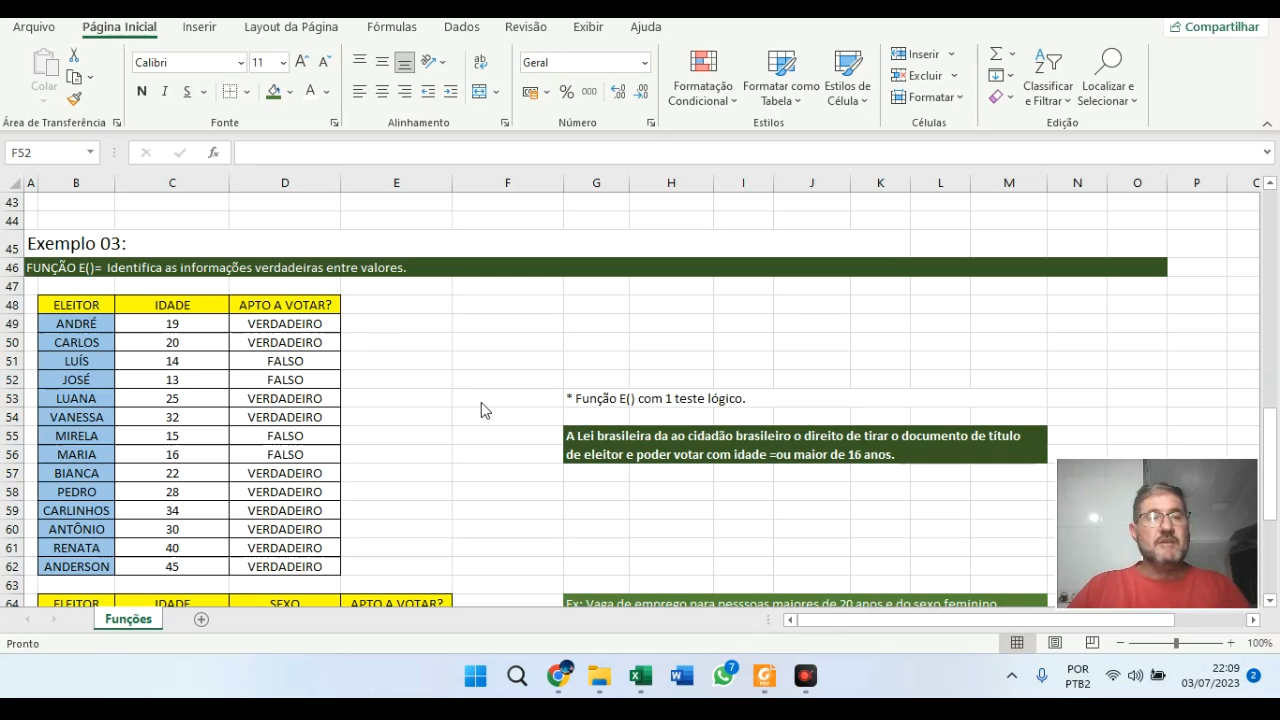 Arquivo Página Inicial Inserir Layout da Página Fórmulas Dados Revisão Exibir Ajuda Compartilhar
Colar
Calibri 11
N I S
A
ab
Geral
% 000
Formatação Condicional
Formatar como Tabela
Estilos de Célula
Inserir
Excluir
Formatar
Classificar e Filtrar
Localizar e Selecionar
Área de Transferência Fonte Alinhamento Número Estilos Células Edição
F52 fx
A B C D E F G H I J K L M N O P
43
44
45 Exemplo 03:
46 FUNÇÃO E()= Identifica as informações verdadeiras entre valores.
47
48 ELEITOR IDADE APTO A VOTAR?
49 ANDRÉ 19 VERDADEIRO
50 CARLOS 20 VERDADEIRO
51 LUÍS 14 FALSO
52 JOSÉ 13 FALSO
53 LUANA 25 VERDADEIRO * Função E() com 1 teste lógico.
54 VANESSA 32 VERDADEIRO
55 MIRELA 15 FALSO A Lei brasileira da ao cidadão brasileiro o direito de tirar o documento de título
56 MARIA 16 FALSO de eleitor e poder votar com idade =ou maior de 16 anos.
57 BIANCA 22 VERDADEIRO
58 PEDRO 28 VERDADEIRO
59 CARLINHOS 34 VERDADEIRO
60 ANTÔNIO 30 VERDADEIRO
61 RENATA 40 VERDADEIRO
62 ANDERSON 45 VERDADEIRO
63
64 ELEITOR IDADE SEXO APTO A VOTAR? Ex: Vaga de emprego para nesssoas maiores de 20 anos e do sexo feminino
Funções
Pronto 100%
7
POR
PTB2
22:09
03/07/2023
2